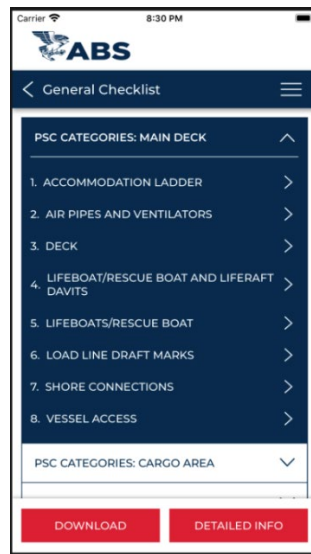 Carrier 8:30 PM
ABS
General Checklist
PSC CATEGORIES: MAIN DECK
1. ACCOMMODATION LADDER
2. AIR PIPES AND VENTILATORS
3. DECK
4. LIFEBOAT/RESCUE BOAT AND LIFERAFT
DAVITS
5. LIFEBOATS/RESCUE BOAT
6. LOAD LINE DRAFT MARKS
7. SHORE CONNECTIONS
8. VESSEL ACCESS
PSC CATEGORIES: CARGO AREA
DOWNLOAD DETAILED INFO